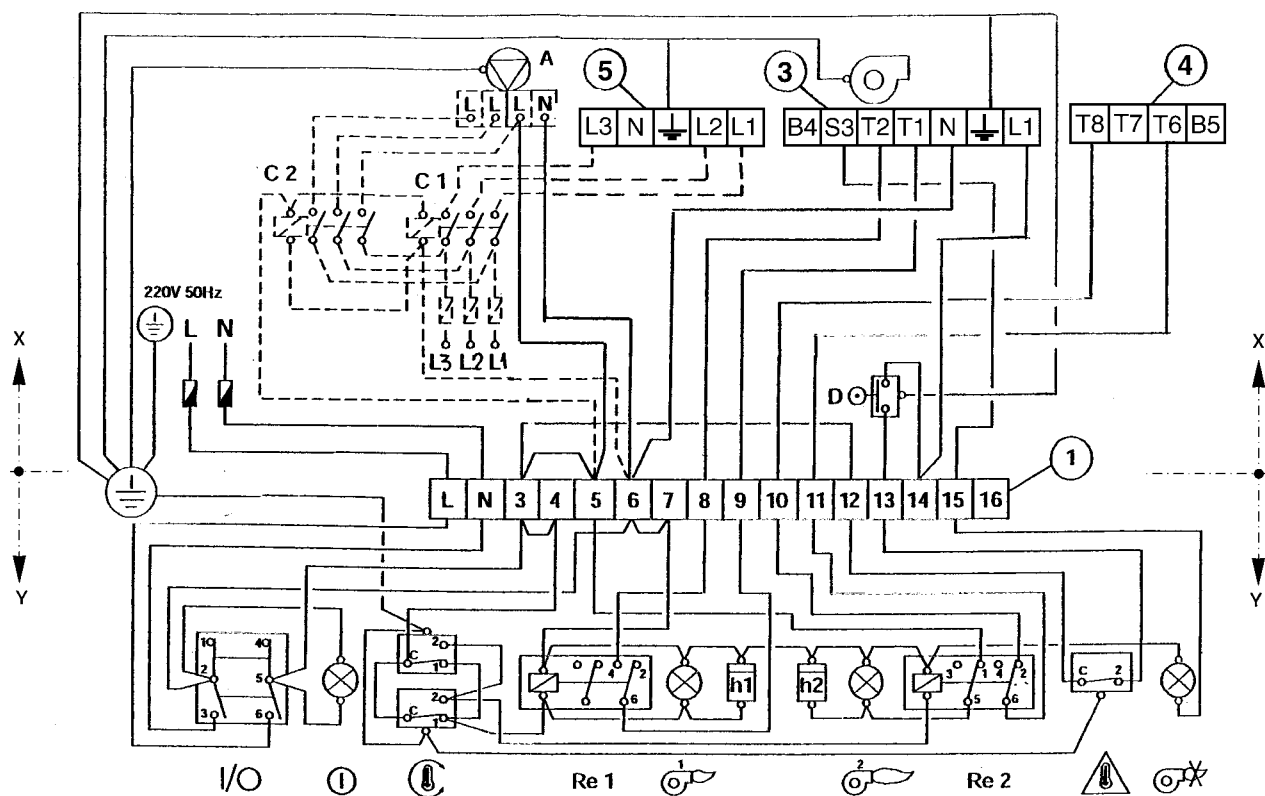 A
5
3
4
L L L N
L3 N L2 L1
B4 S3 T2 T1 N L1
T8 T7 T6 B5
C 2
C 1
220V 50Hz
L N
L3 L2 L1
X
X
D
1
L N 3 4 5 6 7 8 9 10 11 12 13 14 15 16
Y
Y
1 4
2 5
3 6
2
C 1
2
C 1
4 2
6
h1
h2
3 1 4 2
5 6
C 2
I/O
I
Re 1
1
2
Re 2